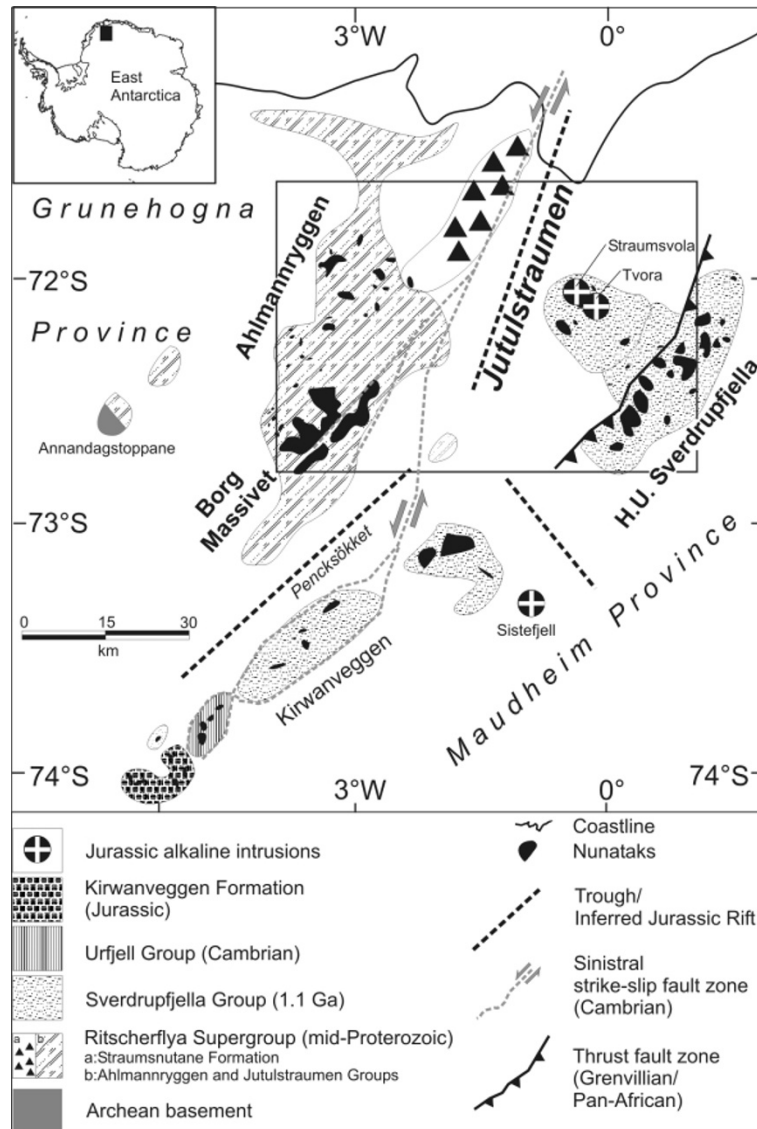 3°W
0°
East
Antarctica
Grunehogna
Province
Ahlmannryggen
Jutulstraumen
Straumsvola
Tvora
72°S
Annandagstoppane
Borg
Massivet
H.U. Sverdrupfjella
73°S
Pencksökket
0 15 30
km
Sistefjell
Kirwanveggen
Maudheim Province
74°S
3°W
0°
74°S
Jurassic alkaline intrusions
Kirwanveggen Formation
(Jurassic)
Urfjell Group (Cambrian)
Sverdrupfjella Group (1.1 Ga)
a b
Ritscherflya Supergroup (mid-Proterozoic)
a:Straumsnutane Formation
b:Ahlmannryggen and Jutulstraumen Groups
Archean basement
Coastline
Nunataks
Trough/
Inferred Jurassic Rift
Sinistral
strike-slip fault zone
(Cambrian)
Thrust fault zone
(Grenvillian/
Pan-African)